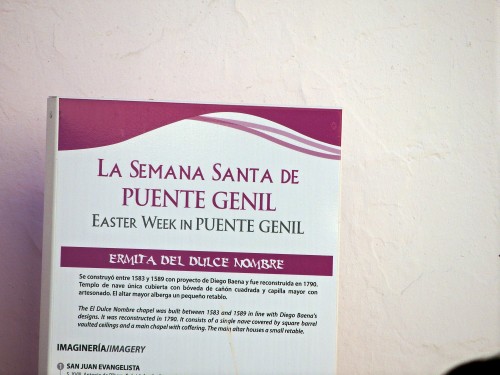 LA SEMANA SANTA DE
PUENTE GENIL
EASTER WEEK IN PUENTE GENIL
ERMITA DEL DULCE NOMBRE
Se construyó entre 1583 y 1589 con proyecto de Diego Baena y fue reconstruida en 1790.
Templo de nave única cubierta con bóveda de cañón cuadrada y capilla mayor con
artesonado. El altar mayor alberga un pequeño retablo.
The El Dulce Nombre chapel was built between 1583 and 1589 in line with Diego Baena's
designs. It was reconstructed in 1790. It consists of a single nave covered by square barrel
vaulted ceilings and a main chapel with coffering. The main altar houses a small retable.
IMAGINERÍA/IMAGERY
1 SAN JUAN EVANGELISTA